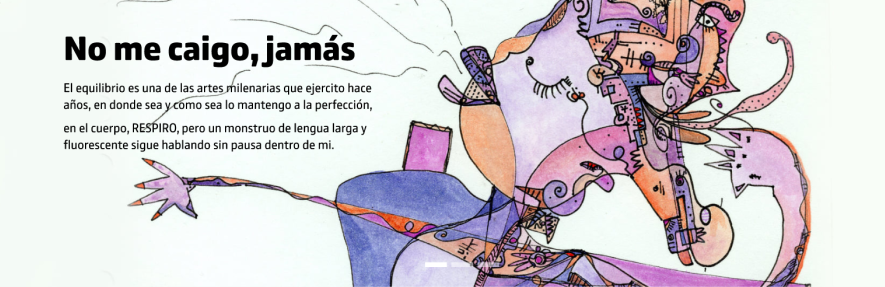 No me caigo, jamás
El equilibrio es una de las artes milenarias que ejercito hace
años, en donde sea y como sea lo mantengo a la perfección,
en el cuerpo, RESPIRO, pero un monstruo de lengua larga y
fluorescente sigue hablando sin pausa dentro de mi.